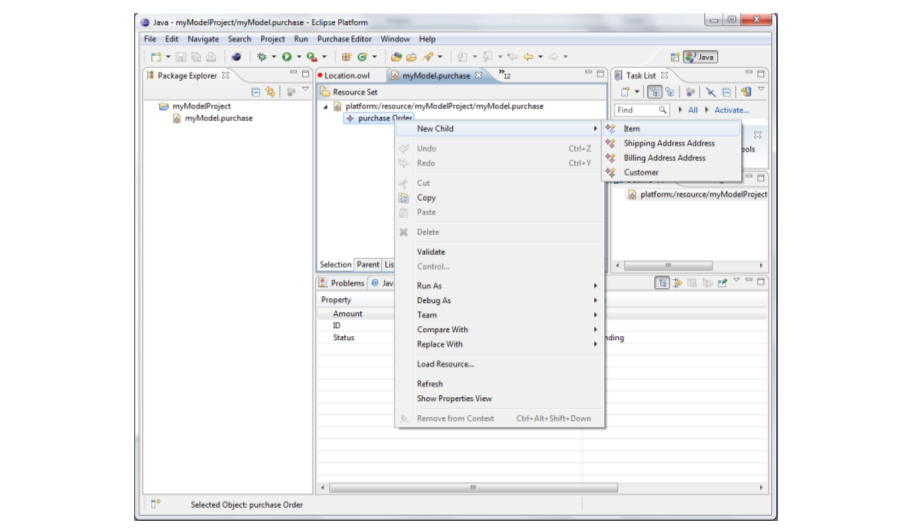 Java - myModelProject/myModel.purchase - Eclipse Platform
File Edit Navigate Search Project Run Purchase Editor Window Help
Java
Package Explorer
myModelProject
myModel.purchase
Location.owl
myModel.purchase
»12
Resource Set
platform:/resource/myModelProject/myModel.purchase
purchase Order
Selection Parent Lis
Task List
Find
All
Activate...
ools
New Child
Undo Ctrl+Z
Redo Ctrl+Y
Cut
Copy
Paste
Delete
Validate
Control...
Run As
Debug As
Team
Compare With
Replace With
Load Resource...
Refresh
Show Properties View
Remove from Context Ctrl+Alt+Shift+Down
Item
Shipping Address Address
Billing Address Address
Customer
platform:/resource/myModelProject
Problems @ Jav
Property
Amount
ID
Status
nding
Selected Object: purchase Order